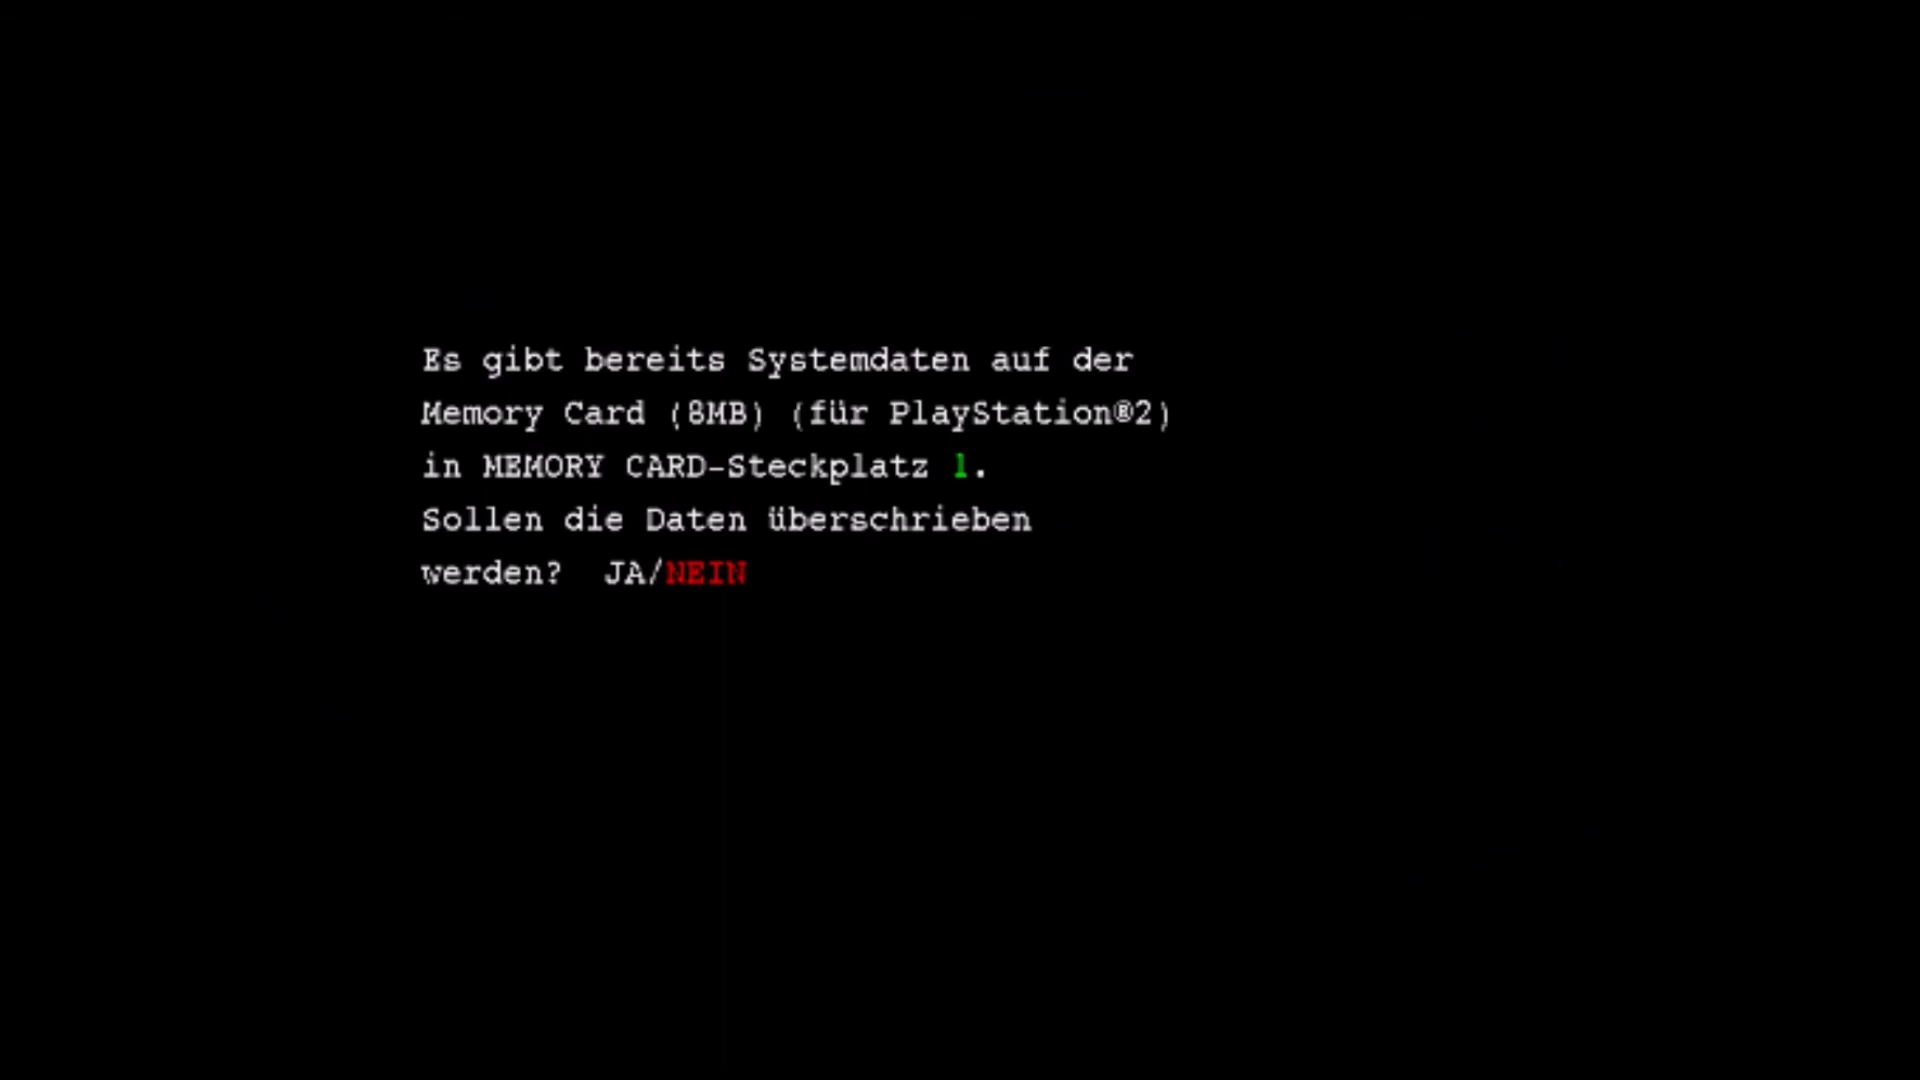 Es gibt bereits Systemdaten auf der
Memory Card (8MB) (für PlayStation®2)
in MEMORY CARD-Steckplatz 1.
Sollen die Daten überschrieben
werden?  JA/NEIN